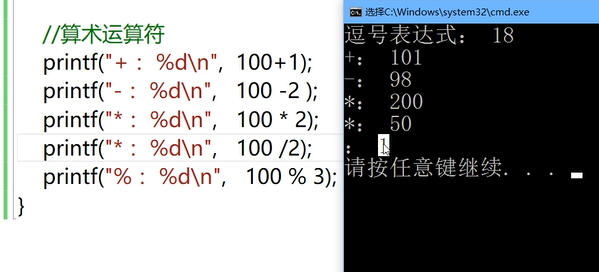 //算术运算符
printf("+ :  %d\n",  100+1);
printf("- :  %d\n",  100 -2 );
printf("* :  %d\n",  100 * 2);
printf("* :  %d\n",  100 /2);
printf("% :  %d\n",  100 % 3);
}
选择C:\Windows\system32\cmd.exe
逗号表达式： 18
+： 101
-： 98
*： 200
*： 50
： 1
请按任意键继续. . .